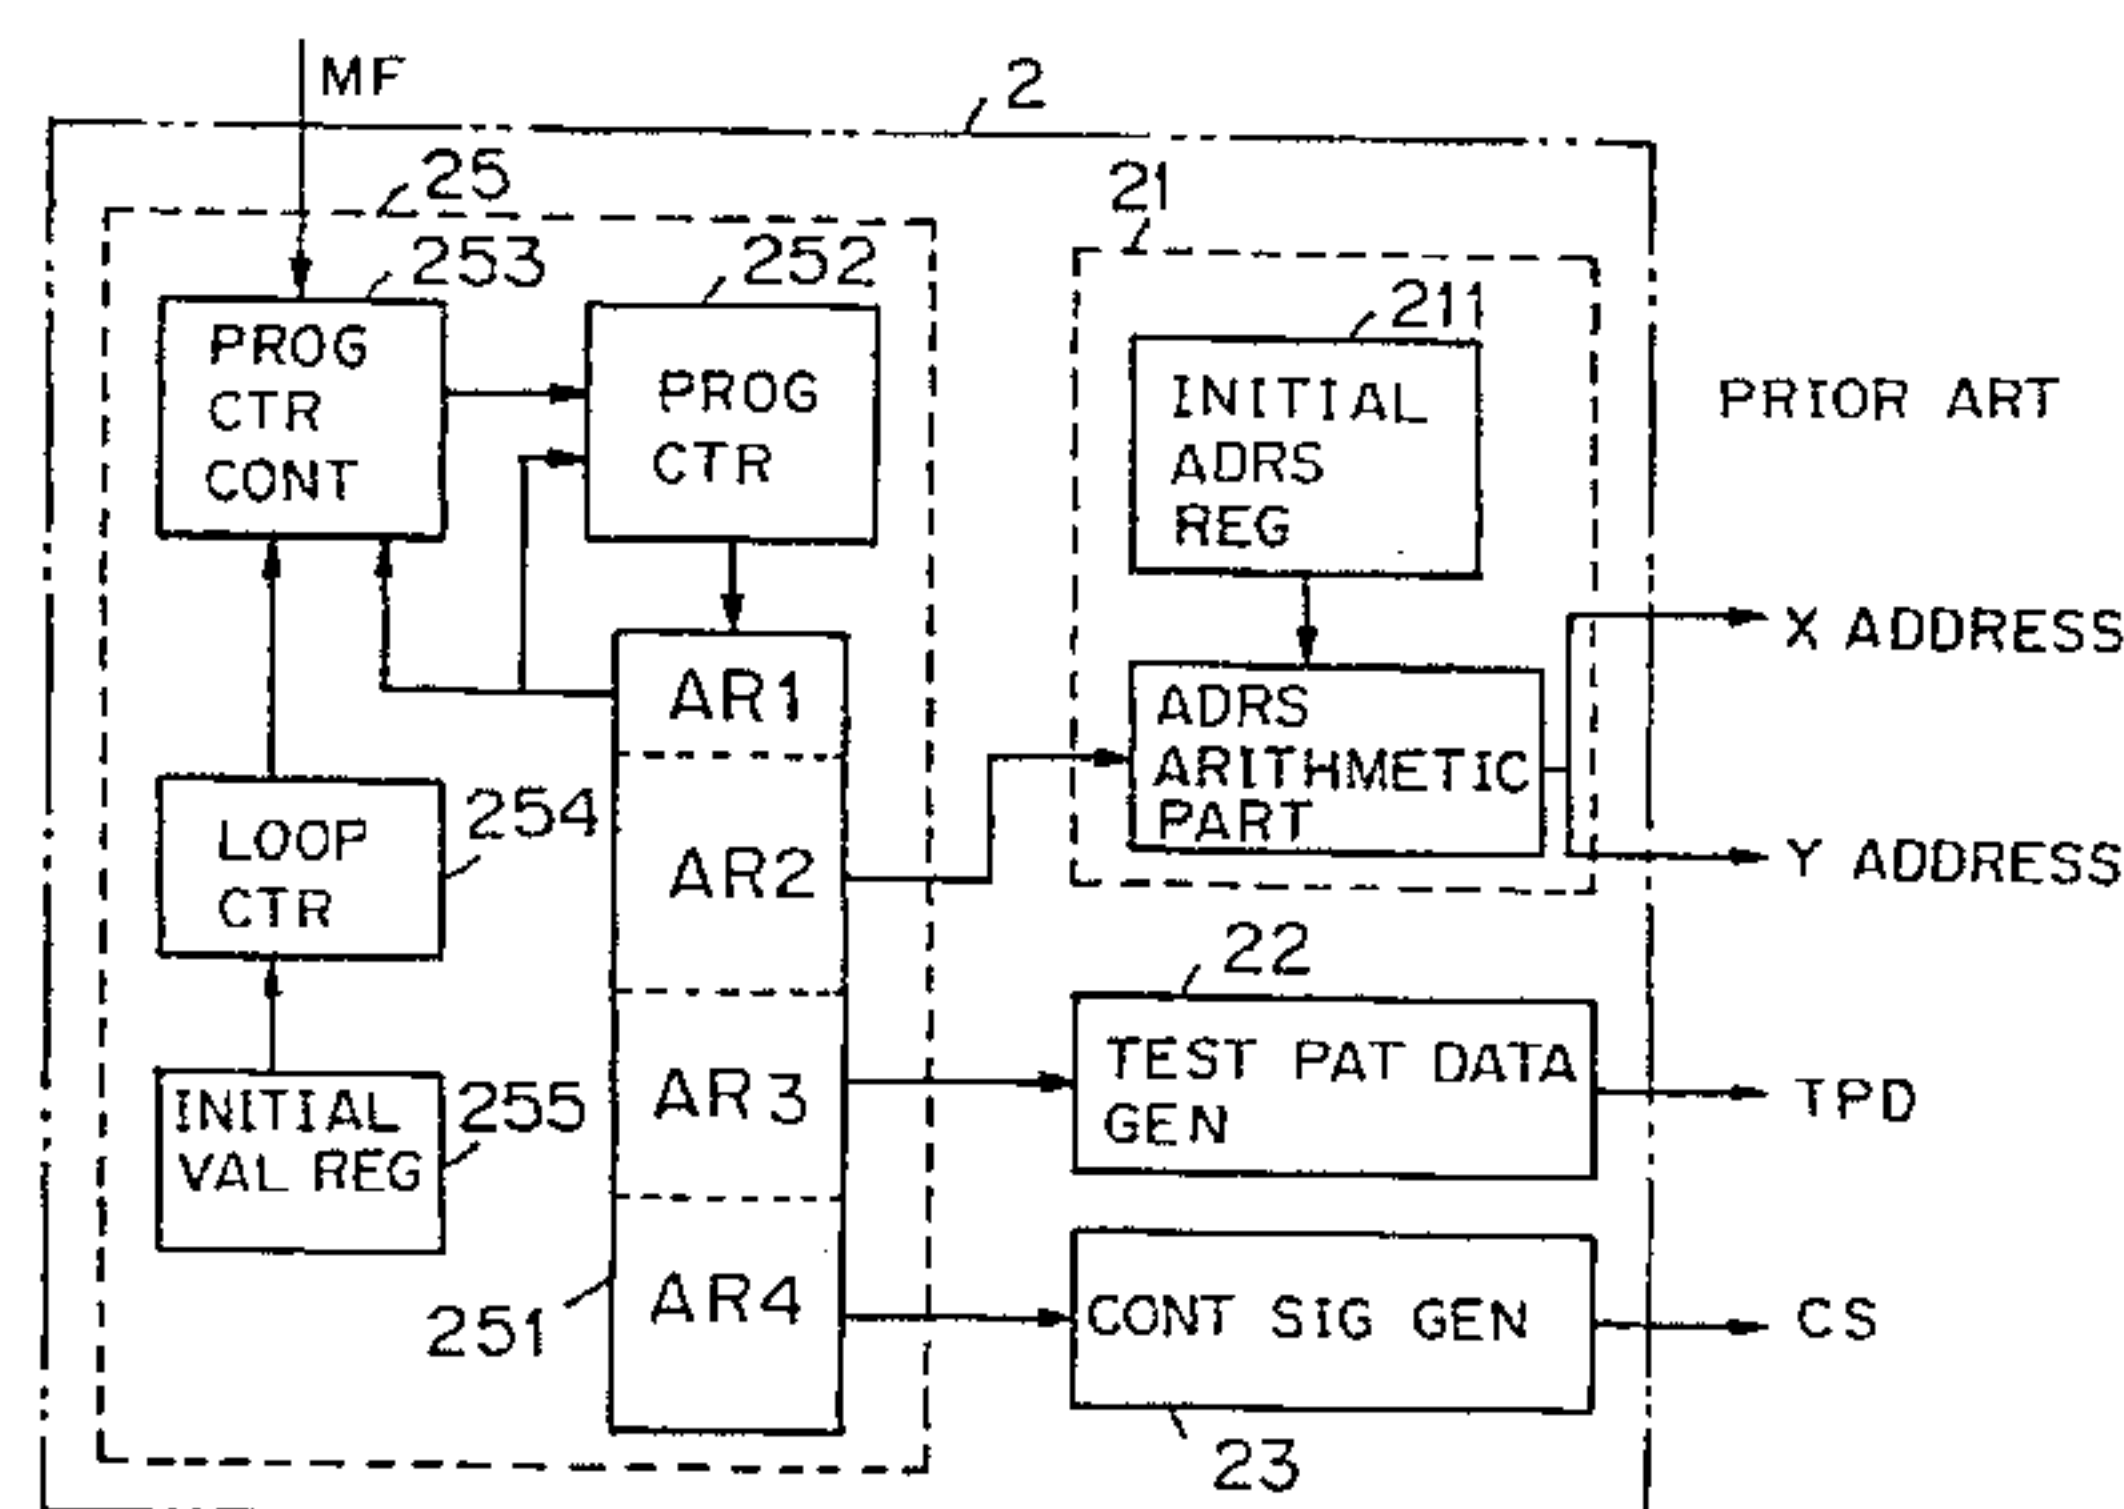 MF
2
25
21
253
252
211
PROG
CTR
CONT
PROG
CTR
INITIAL
ADRS
REG
PRIOR ART
X ADDRESS
AR1
ADRS
ARITHMETIC
PART
LOOP
CTR
254
AR2
Y ADDRESS
22
INITIAL
VAL REG
255
AR3
TEST PAT DATA
GEN
TPD
251
AR4
CONT SIG GEN
CS
23